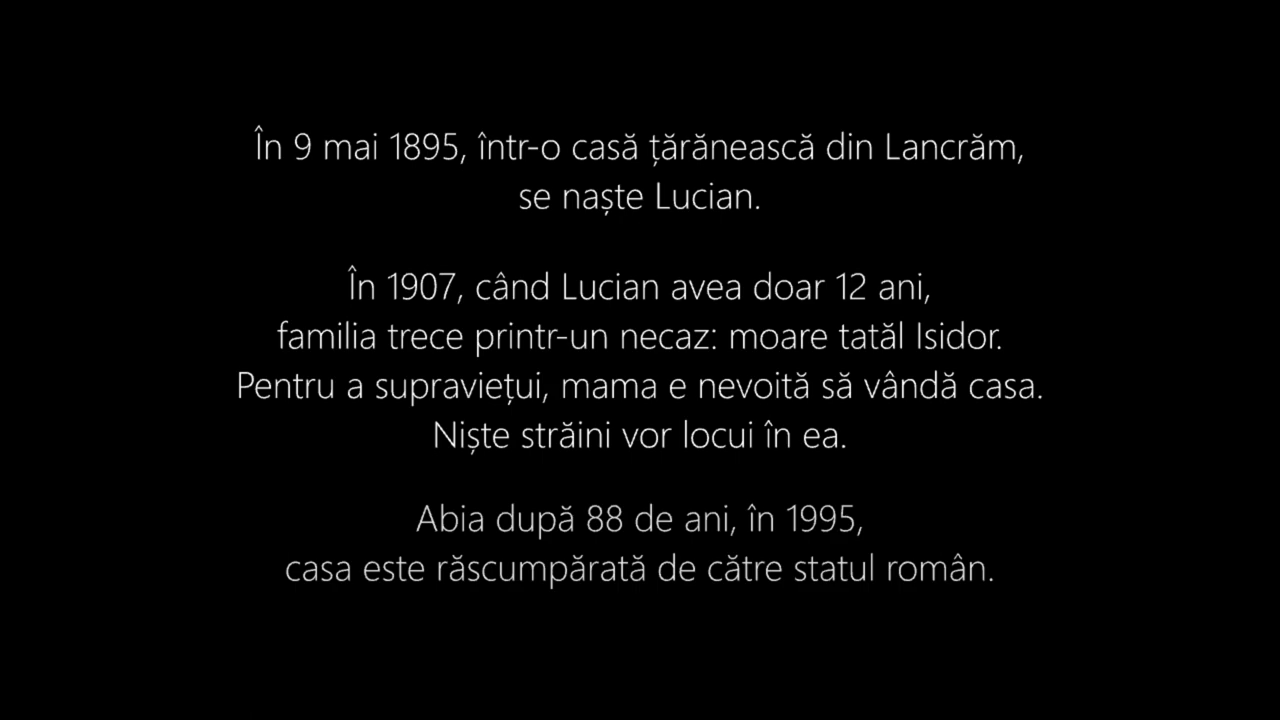 În 9 mai 1895, într-o casă țărănească din Lancrăm,
se naște Lucian.
În 1907, când Lucian avea doar 12 ani,
familia trece printr-un necaz: moare tatăl Isidor.
Pentru a supraviețui, mama e nevoită să vândă casa.
Niște străini vor locui în ea.
Abia după 88 de ani, în 1995,
casa este răscumpărată de către statul român.